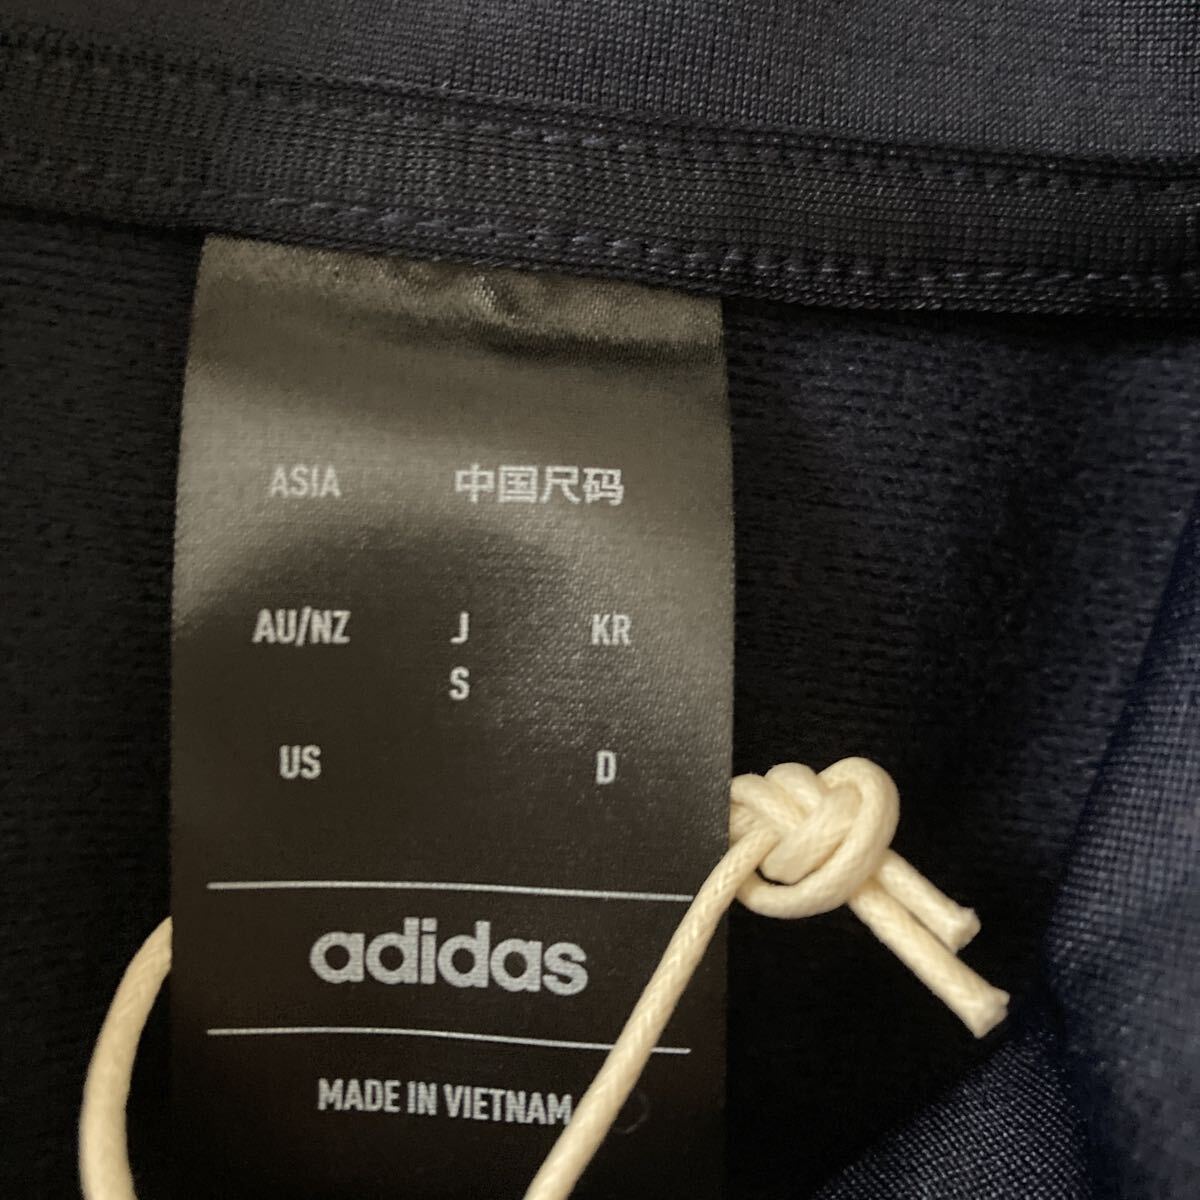 ASIA 中国尺码
AU/NZ J KR
S
US D
adidas
MADE IN VIETNAM